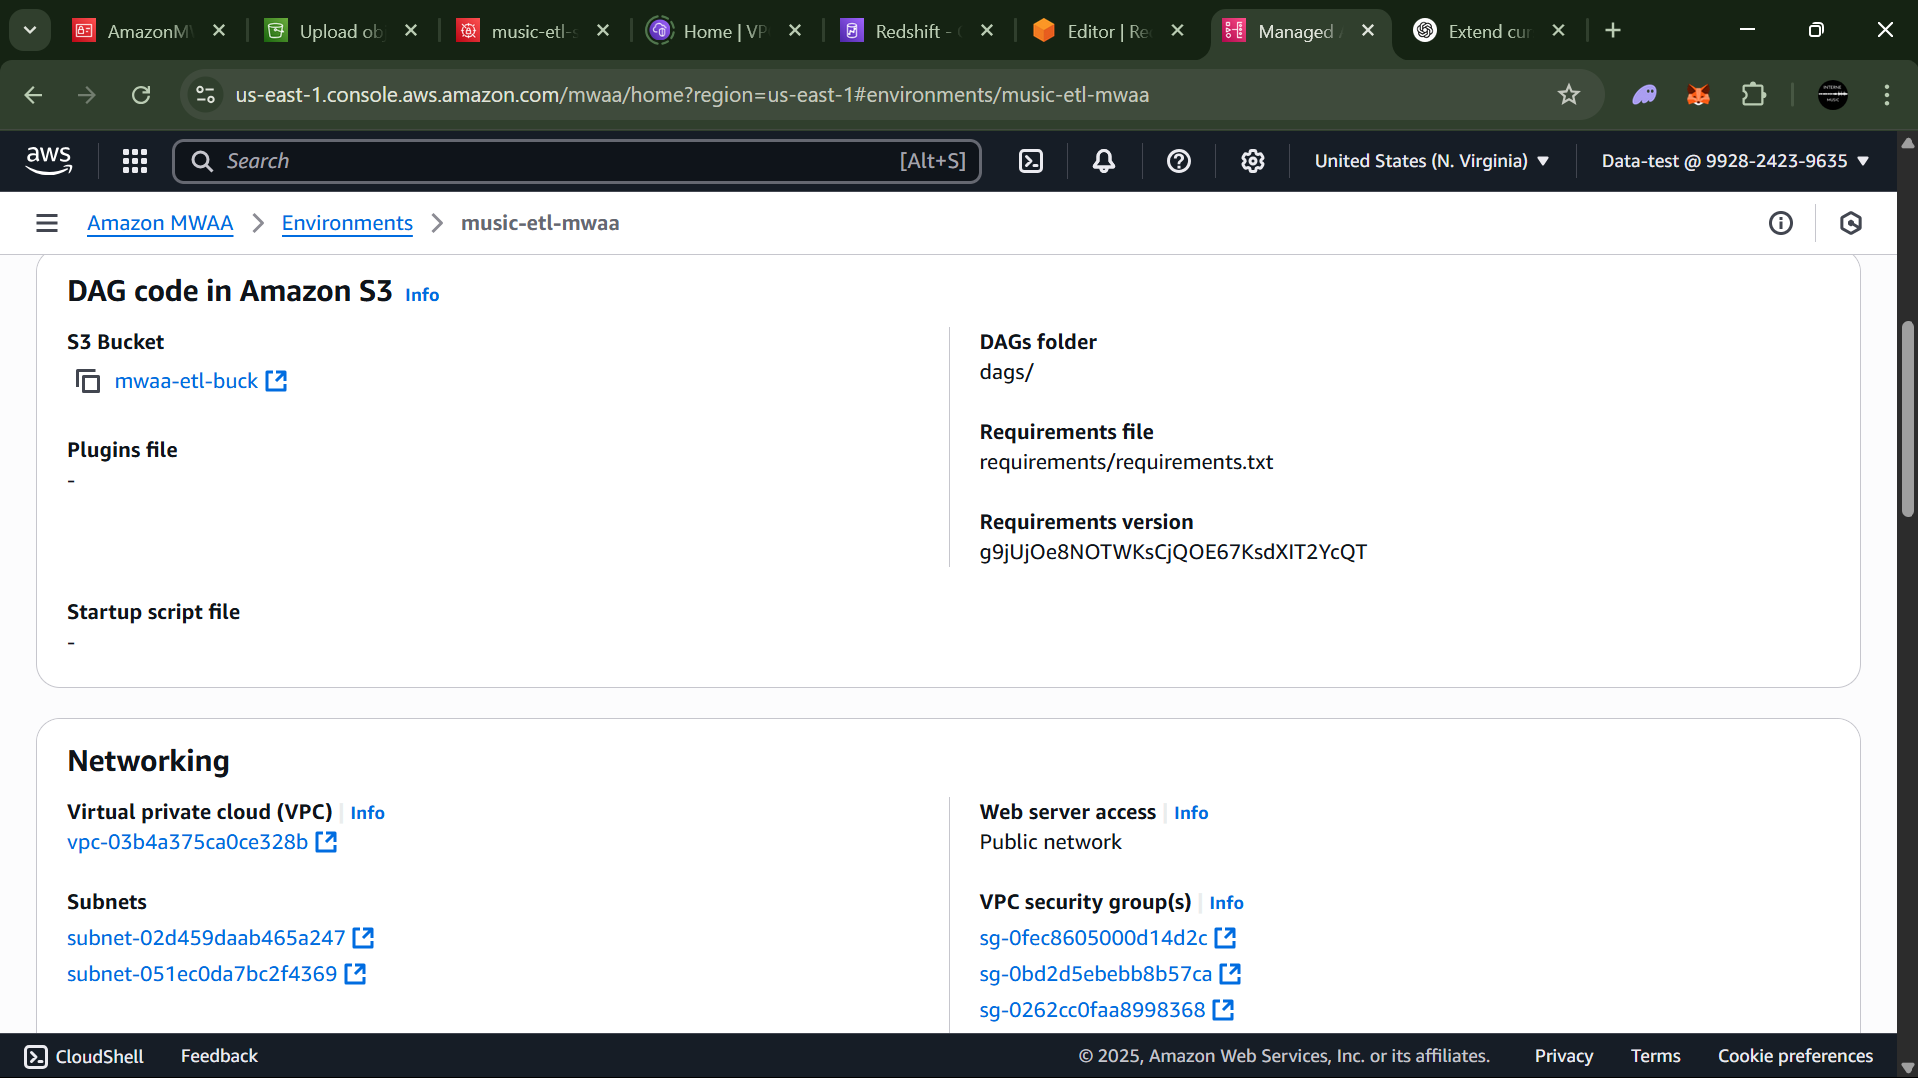 AmazonMW
Upload obj
music-etl-s
Home | VP
Redshift -
Editor | Re
Managed
Extend cur
us-east-1.console.aws.amazon.com/mwaa/home?region=us-east-1#environments/music-etl-mwaa
aws
Search
[Alt+S]
United States (N. Virginia)
Data-test @ 9928-2423-9635
Amazon MWAA
Environments
music-etl-mwaa
DAG code in Amazon S3 Info
S3 Bucket
mwaa-etl-buck
Plugins file
-
Startup script file
-
DAGs folder
dags/
Requirements file
requirements/requirements.txt
Requirements version
g9jUjOe8NOTWKsCjQOE67KsdXIT2YcQT
Networking
Virtual private cloud (VPC) Info
vpc-03b4a375ca0ce328b
Subnets
subnet-02d459daab465a247
subnet-051ec0da7bc2f4369
Web server access Info
Public network
VPC security group(s) Info
sg-0fec8605000d14d2c
sg-0bd2d5ebebb8b57ca
sg-0262cc0faa8998368
CloudShell
Feedback
© 2025, Amazon Web Services, Inc. or its affiliates.
Privacy
Terms
Cookie preferences